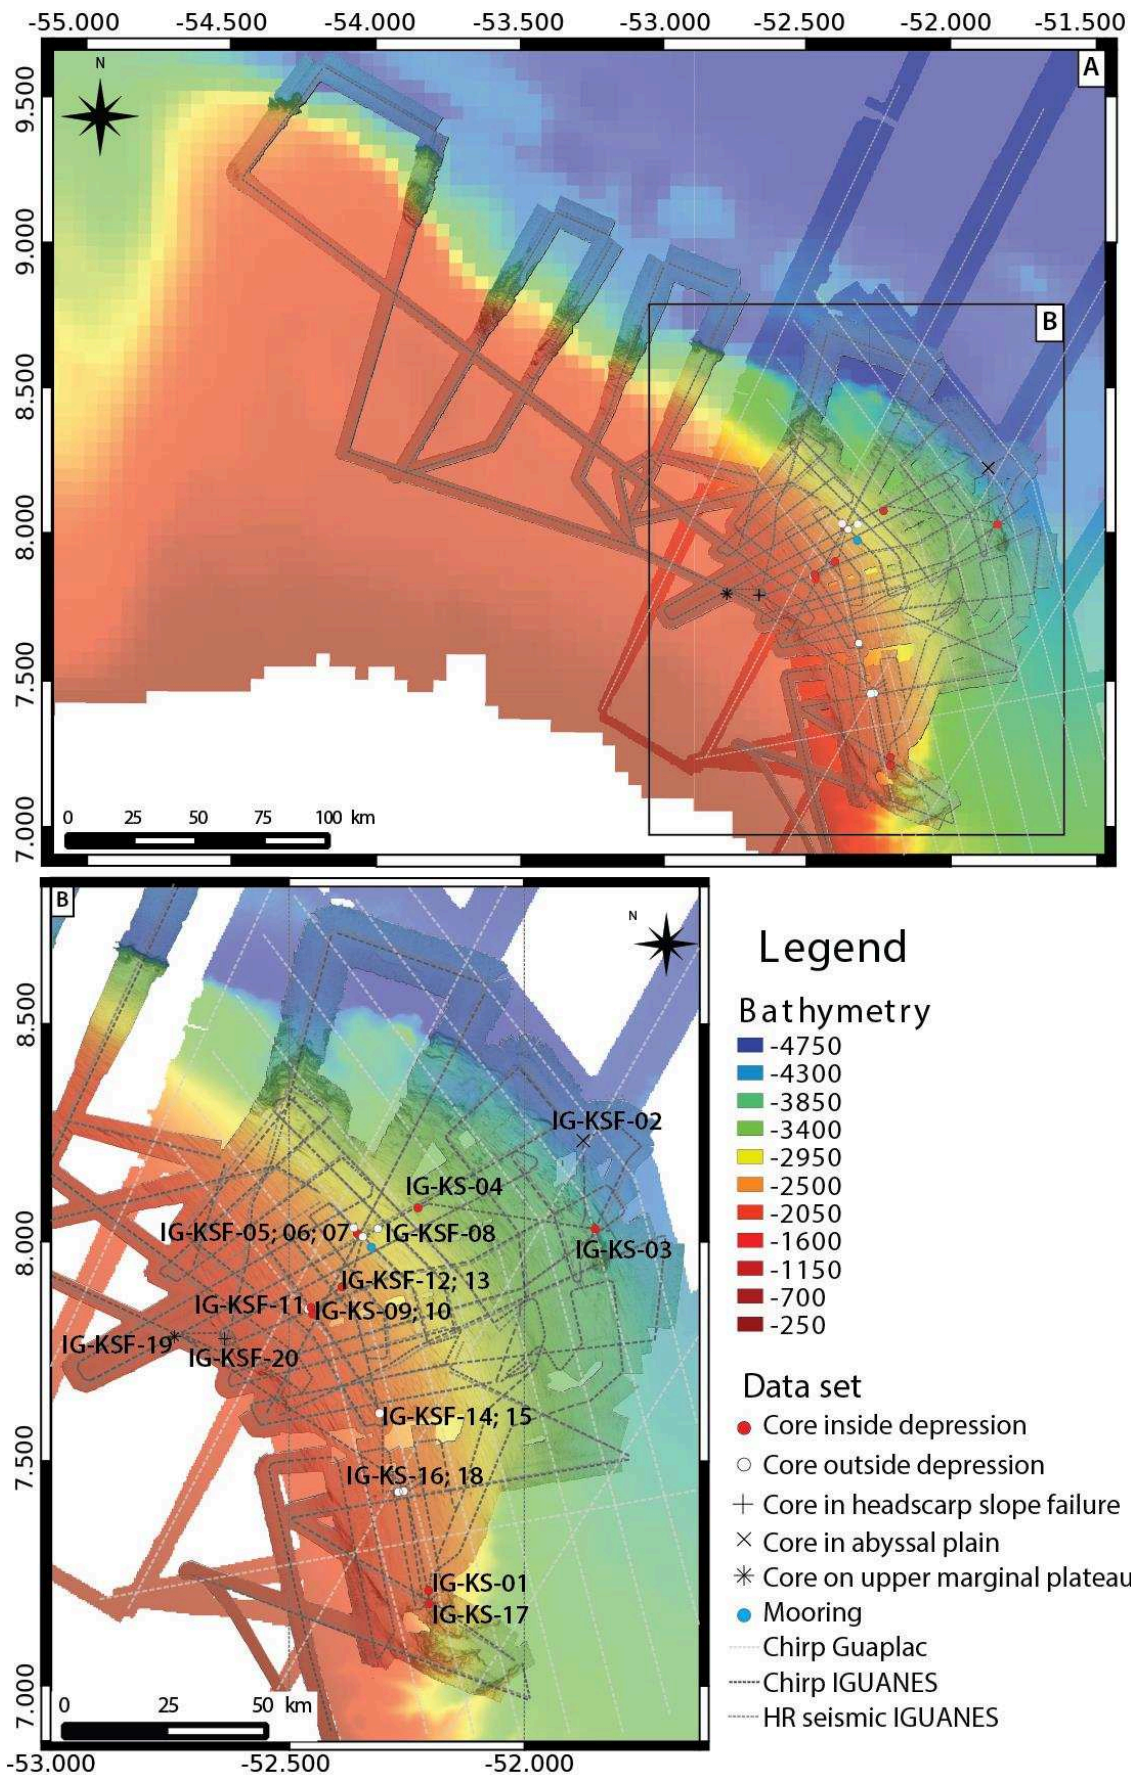 -55.000 -54.500 -54.000 -53.500 -53.000 -52.500 -52.000 -51.500
A
N
9.500
9.000
B
8.500
8.000
7.500
7.000
0 25 50 75 100 km
B
N
8.500
IG-KSF-02
IG-KS-04
8.000
IG-KSF-05; 06; 07 IG-KSF-08
IG-KS-03
IG-KSF-12; 13
IG-KSF-11 IG-KS-09; 10
IG-KSF-19
IG-KSF-20
IG-KSF-14; 15
7.500
IG-KS-16; 18
IG-KS-01
IG-KS-17
7.000
0 25 50 km
-53.000 -52.500 -52.000
Legend
Bathymetry
-4750
-4300
-3850
-3400
-2950
-2500
-2050
-1600
-1150
-700
-250
Data set
Core inside depression
Core outside depression
Core in headscarp slope failure
Core in abyssal plain
Core on upper marginal plateau
Mooring
Chirp Guaplac
Chirp IGUANES
HR seismic IGUANES